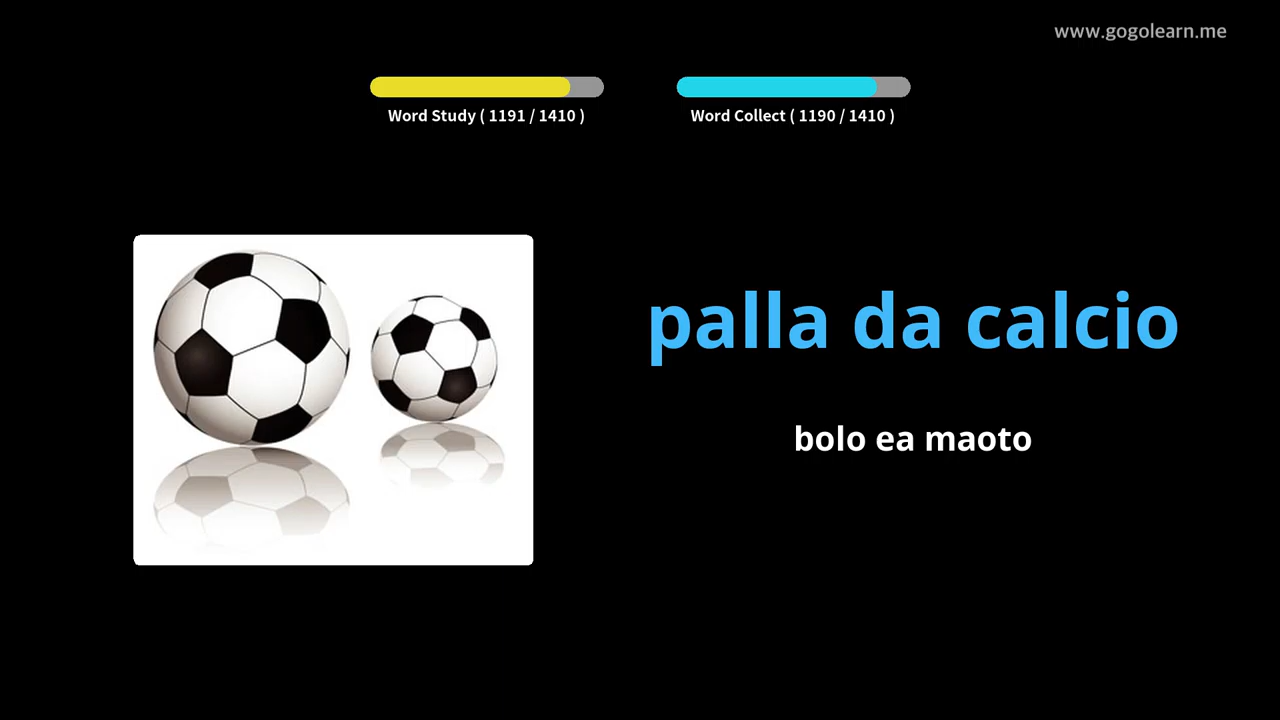 www.gogolearn.me
Word Study ( 1191 / 1410 )
Word Collect ( 1190 / 1410 )
palla da calcio
bolo ea maoto